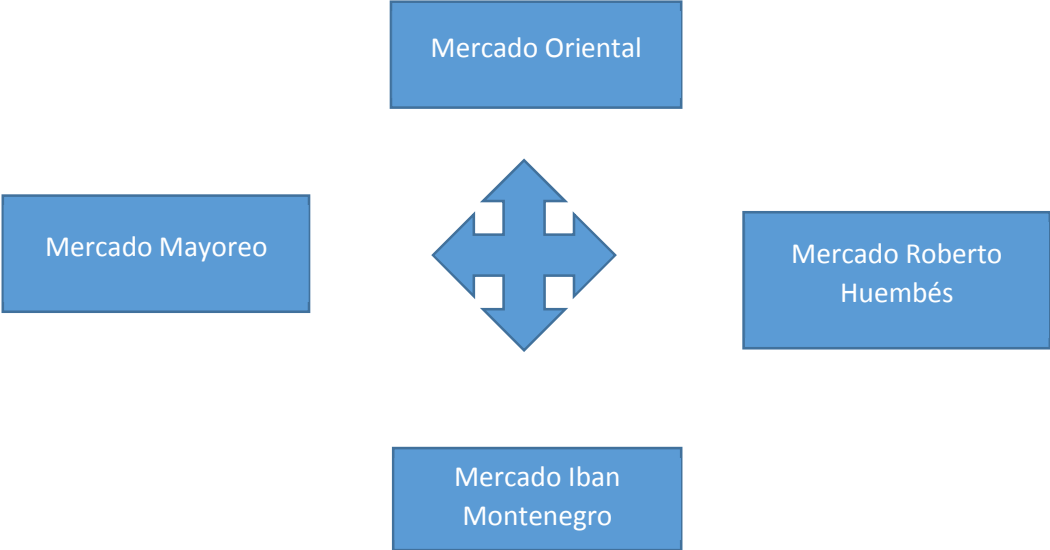 Mercado Oriental
Mercado Mayoreo
Mercado Roberto
Huembés
Mercado Iban
Montenegro